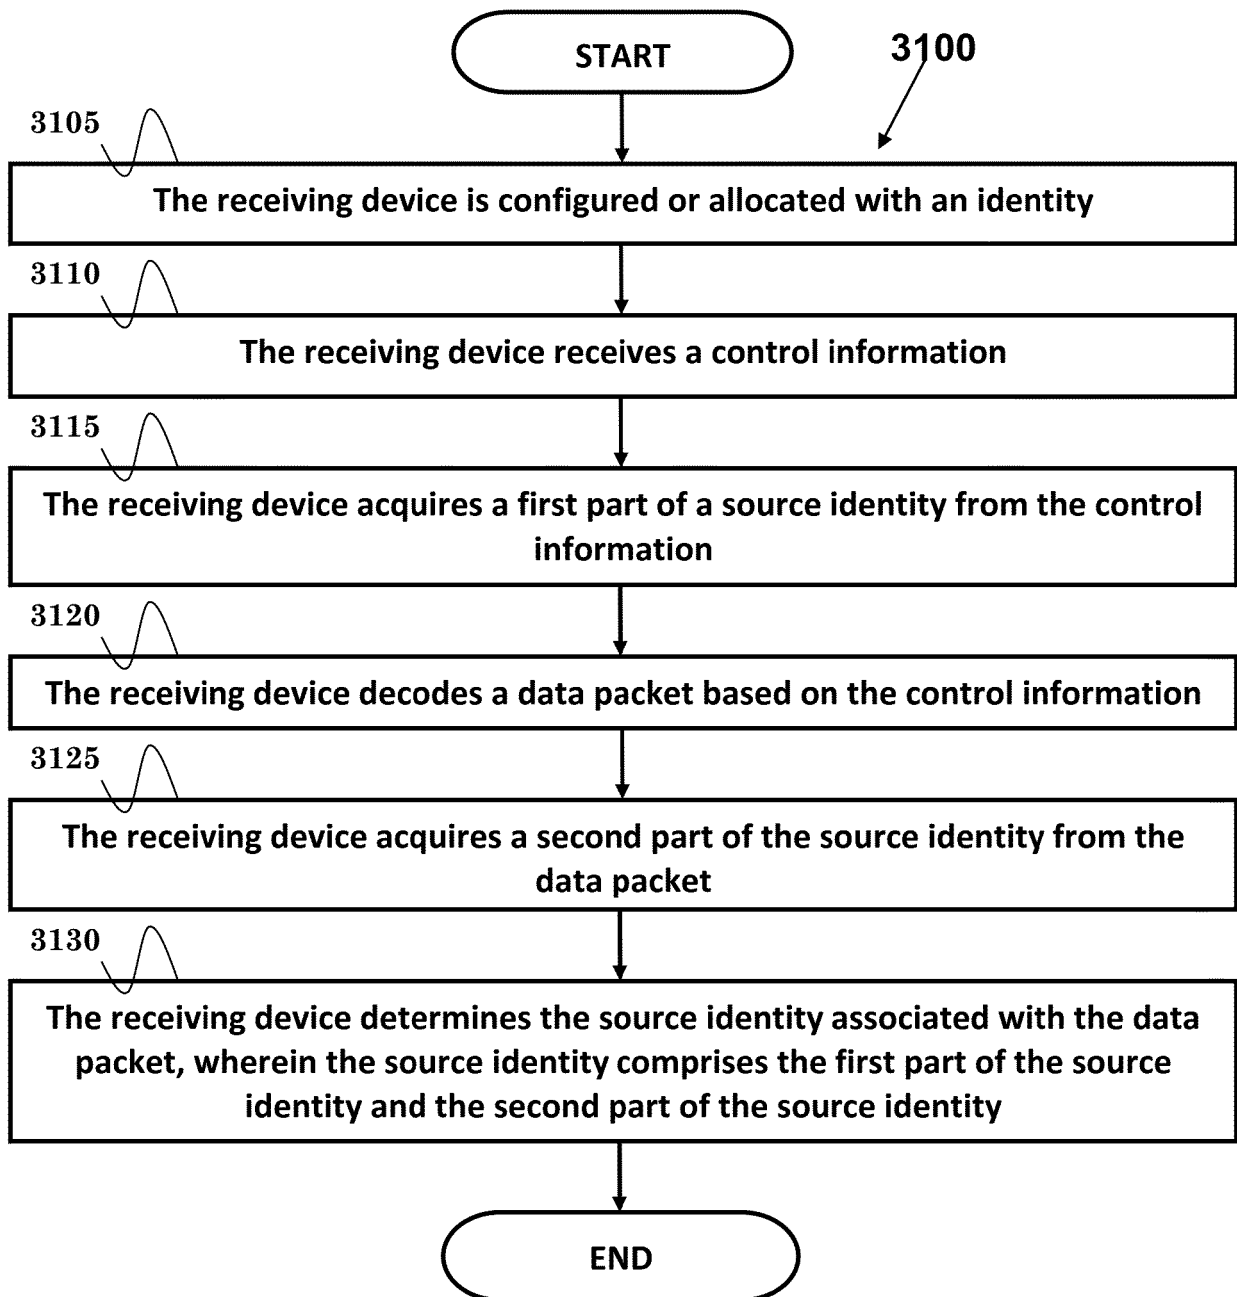 START
3100
3105
The receiving device is configured or allocated with an identity
3110
The receiving device receives a control information
3115
The receiving device acquires a first part of a source identity from the control
information
3120
The receiving device decodes a data packet based on the control information
3125
The receiving device acquires a second part of the source identity from the
data packet
3130
The receiving device determines the source identity associated with the data
packet, wherein the source identity comprises the first part of the source
identity and the second part of the source identity
END